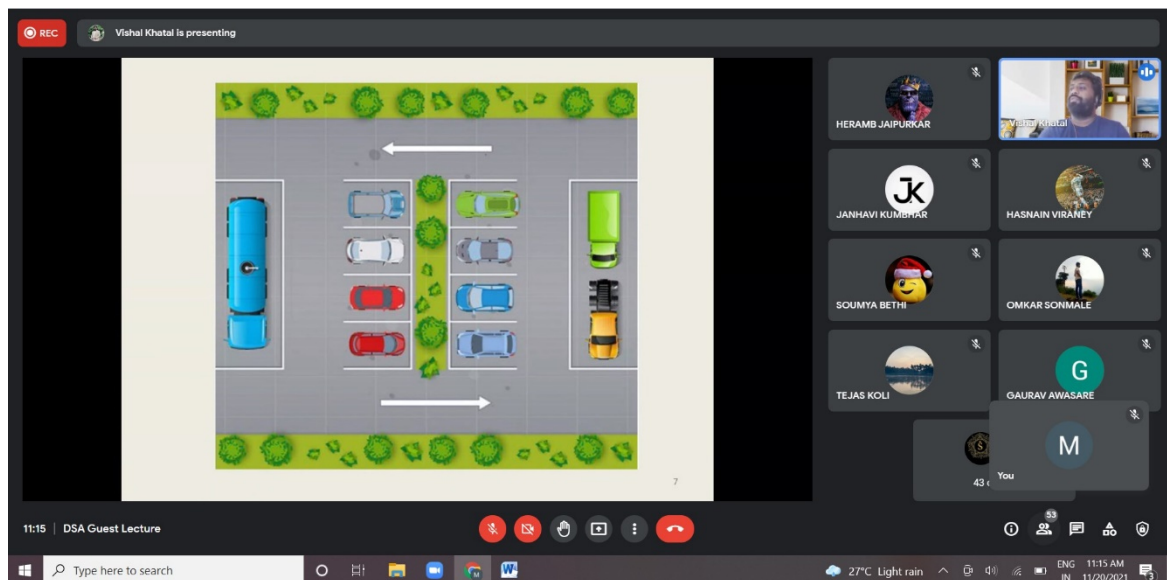 REC
Vishal Khatal is presenting
HERAMB JAIPURKAR
Vishal Khatal
JK
JANHAVI KUMBHAR
HASNAIN VIRANEY
SOUMYA BETHI
OMKAR SONMALE
TEJAS KOLI
G
GAURAV AWASARE
S
43
M
You
7
11:15 | DSA Guest Lecture
53
Type here to search
W
27°C Light rain
ENG
IN
11:15 AM
11/20/2021
3